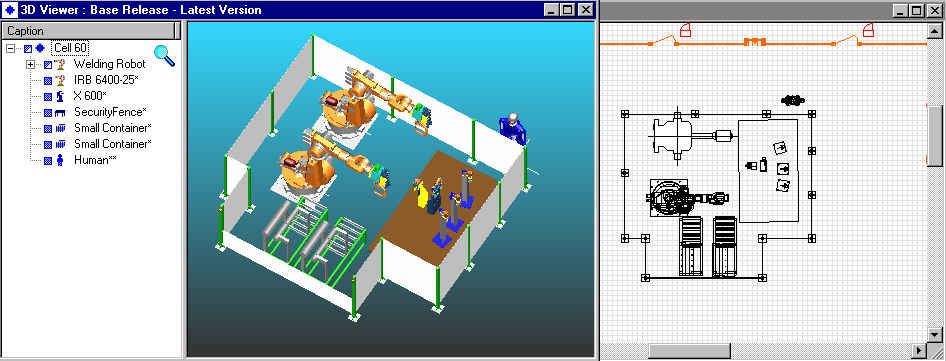 3D Viewer : Base Release - Latest Version
Caption
Cell 60
Welding Robot
IRB 6400-25*
X 600*
SecurityFence*
Small Container*
Small Container*
Human**